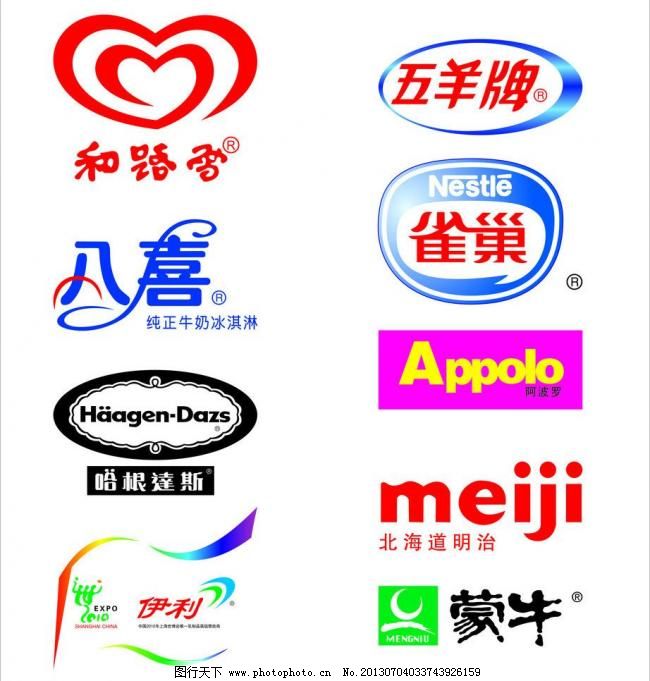 和路雪®
八喜®
纯正牛奶冰淇淋
Häagen-Dazs®
哈根達斯®
EXPO
2010
SHANGHAI CHINA
伊利®
五羊牌®
Nestlé
雀巢
®
Appolo
阿波罗
meiji
北海道明治
MENGNIU
蒙牛®
图行天下 www.photophoto.cn No.20130704033743926159